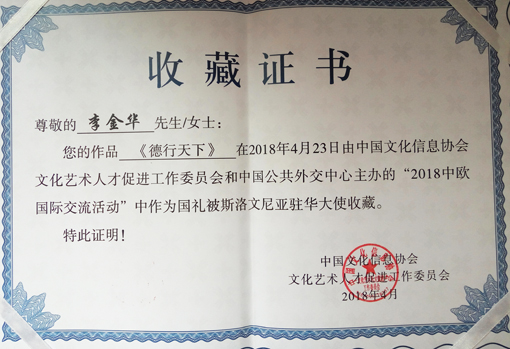 收藏证书
尊敬的 李金华 先生/女士：
您的作品 《德行天下》 在2018年4月23日由中国文化信息协会
文化艺术人才促进工作委员会和中国公共外交中心主办的“2018中欧
国际交流活动”中作为国礼被斯洛文尼亚驻华大使收藏。
特此证明！
中国文化信息协会
文化艺术人才促进工作委员会
2018年4月